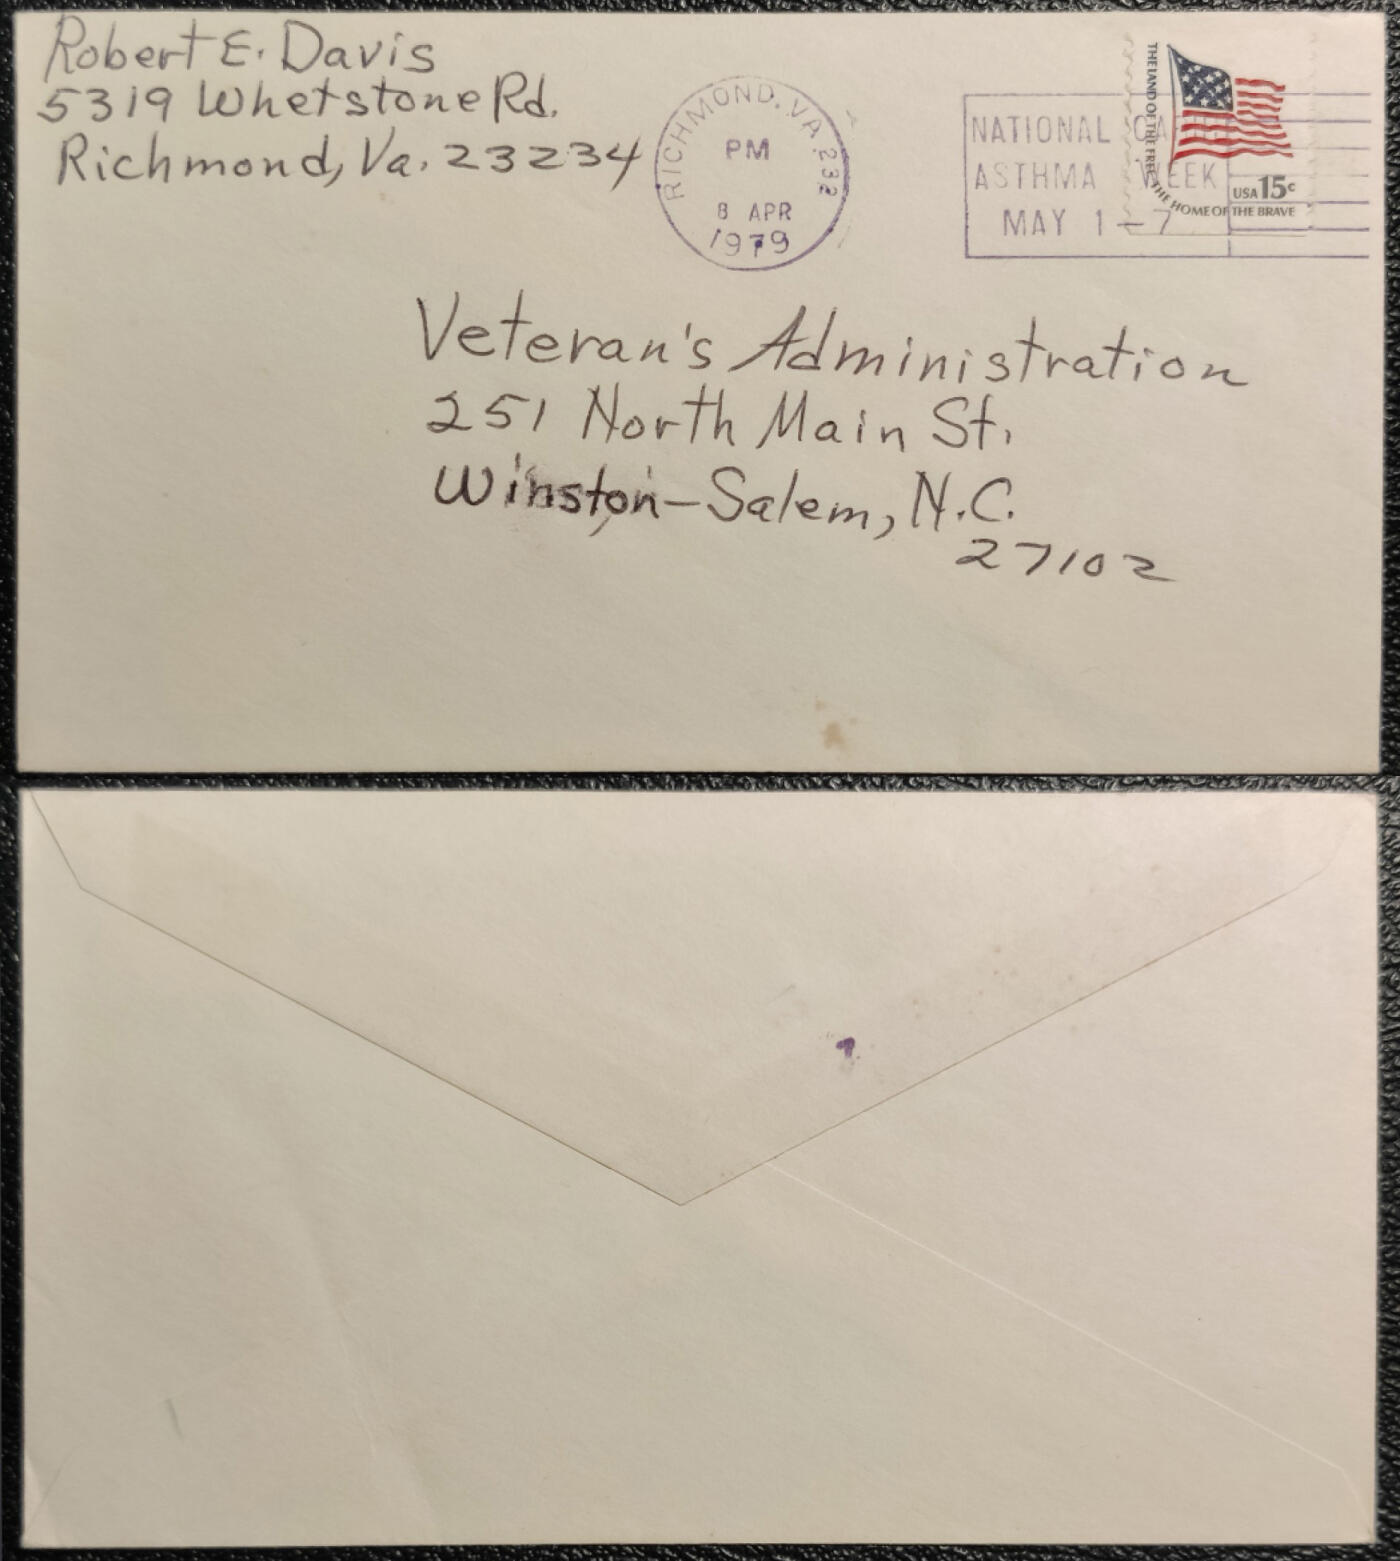 Robert E. Davis
5319 Whetstone Rd.
Richmond, Va. 23234
RICHMOND, VA. 232
PM
8 APR
1979
NATIONAL
ASTHMA WEEK
MAY 1-7
THE LAND OF THE FREE, THE HOME OF THE BRAVE
USA 15c
Veteran's Administration
251 North Main St.
Winston-Salem, N.C.
27102